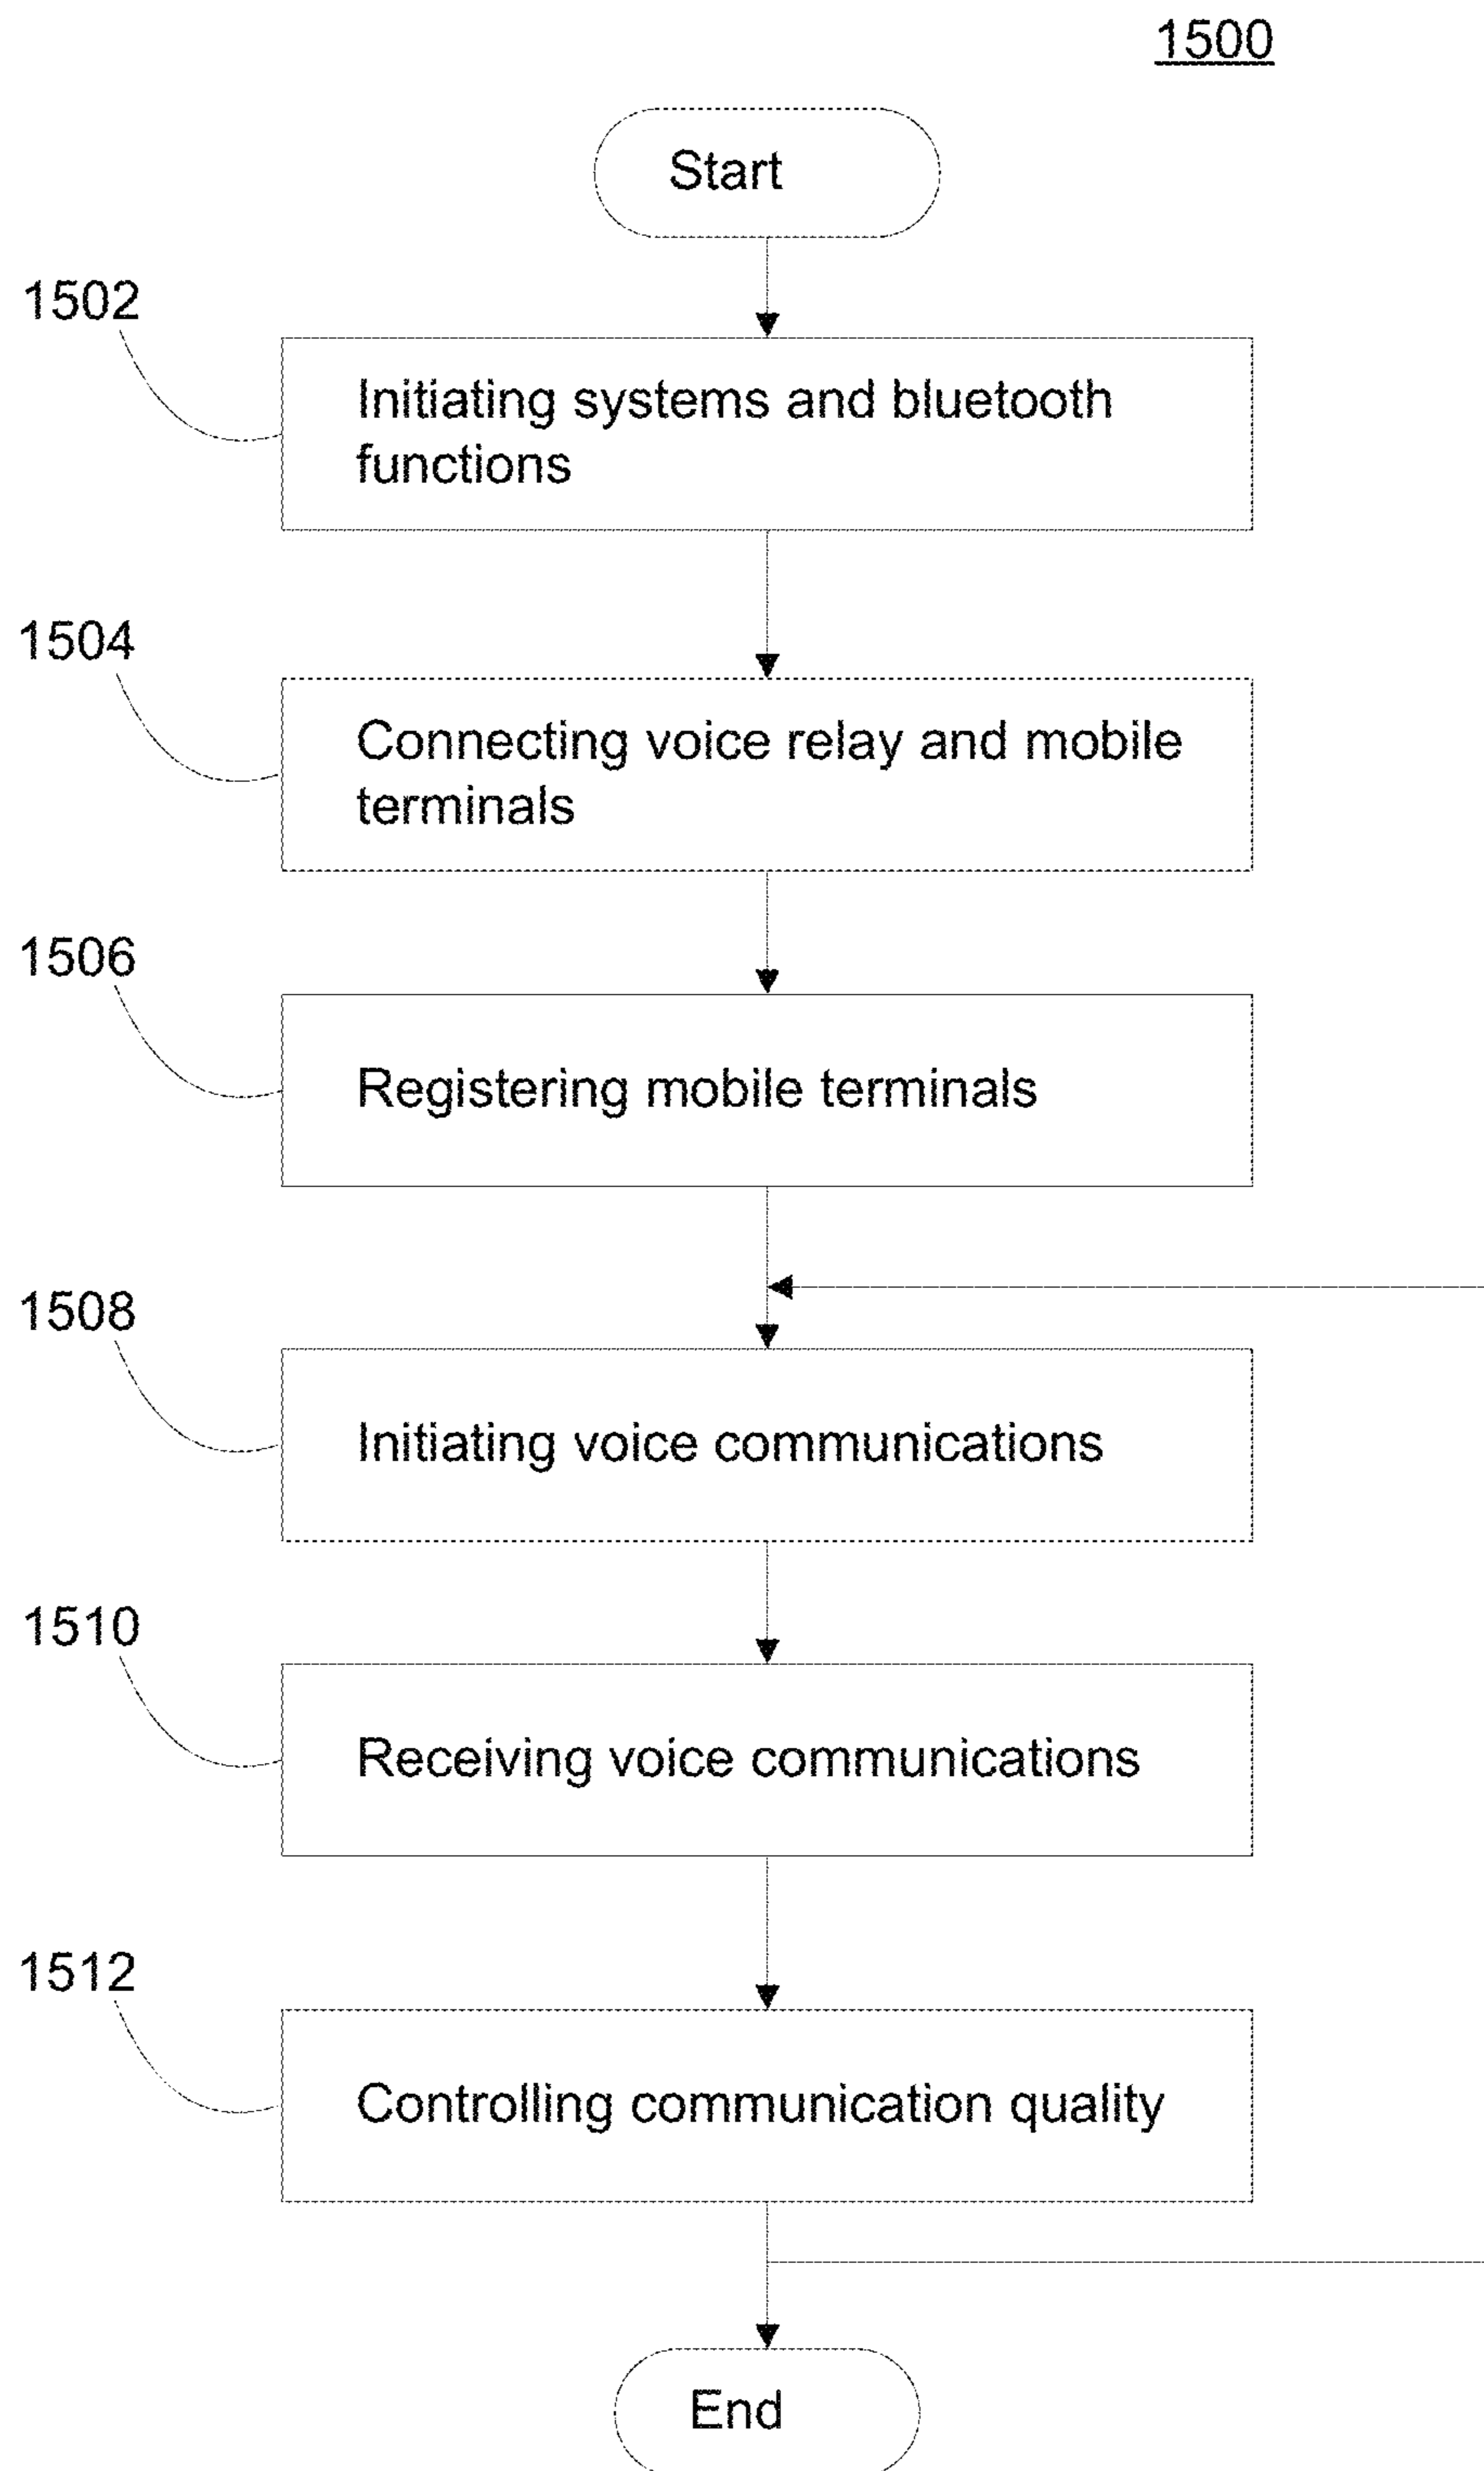 1500
Start
1502
Initiating systems and bluetooth
functions
1504
Connecting voice relay and mobile
terminals
1506
Registering mobile terminals
1508
Initiating voice communications
1510
Receiving voice communications
1512
Controlling communication quality
End